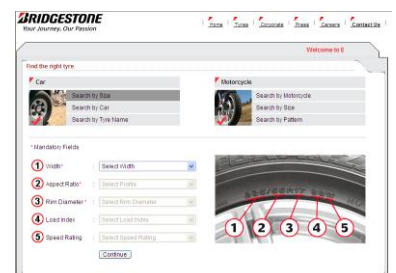 BRIDGESTONE
Your Journey, Our Passion
Home | Tyres | Corporate | Press | Careers | Contact Us
Welcome to B
Find the right tyre
Car
Search by Size
Search by Car
Search by Tyre Name
Motorcycle
Search by Motorcycle
Search by Size
Search by Pattern
* Mandatory Fields
1 Width* : Select Width
2 Aspect Ratio* : Select Profile
3 Rim Diameter* : Select Rim Diameter
4 Load Index : Select Load Index
5 Speed Rating : Select Speed Rating
Continue
1 2 3 4 5